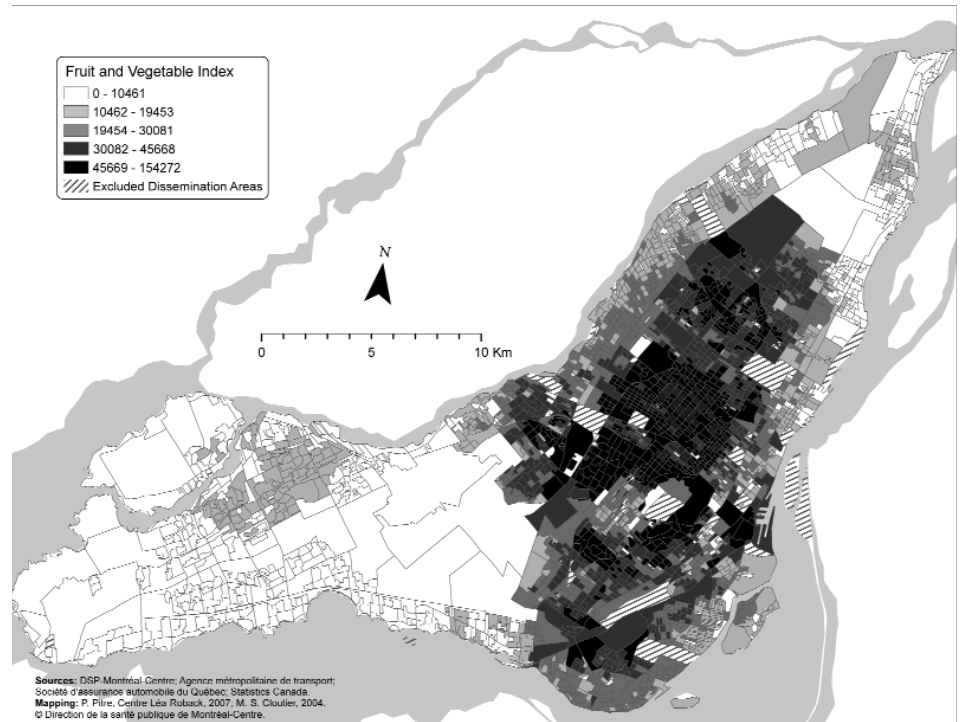 Fruit and Vegetable Index
0 - 10461
10462 - 19453
19454 - 30081
30082 - 45668
45669 - 154272
Excluded Dissemination Areas
N
0 5 10 Km
Sources: DSP-Montréal-Centre; Agence métropolitaine de transport;
Société d'assurance automobile du Québec; Statistics Canada.
Mapping: P. Pitre, Centre Léa Roback, 2007; M. S. Cloutier, 2004.
© Direction de la santé publique de Montréal-Centre.